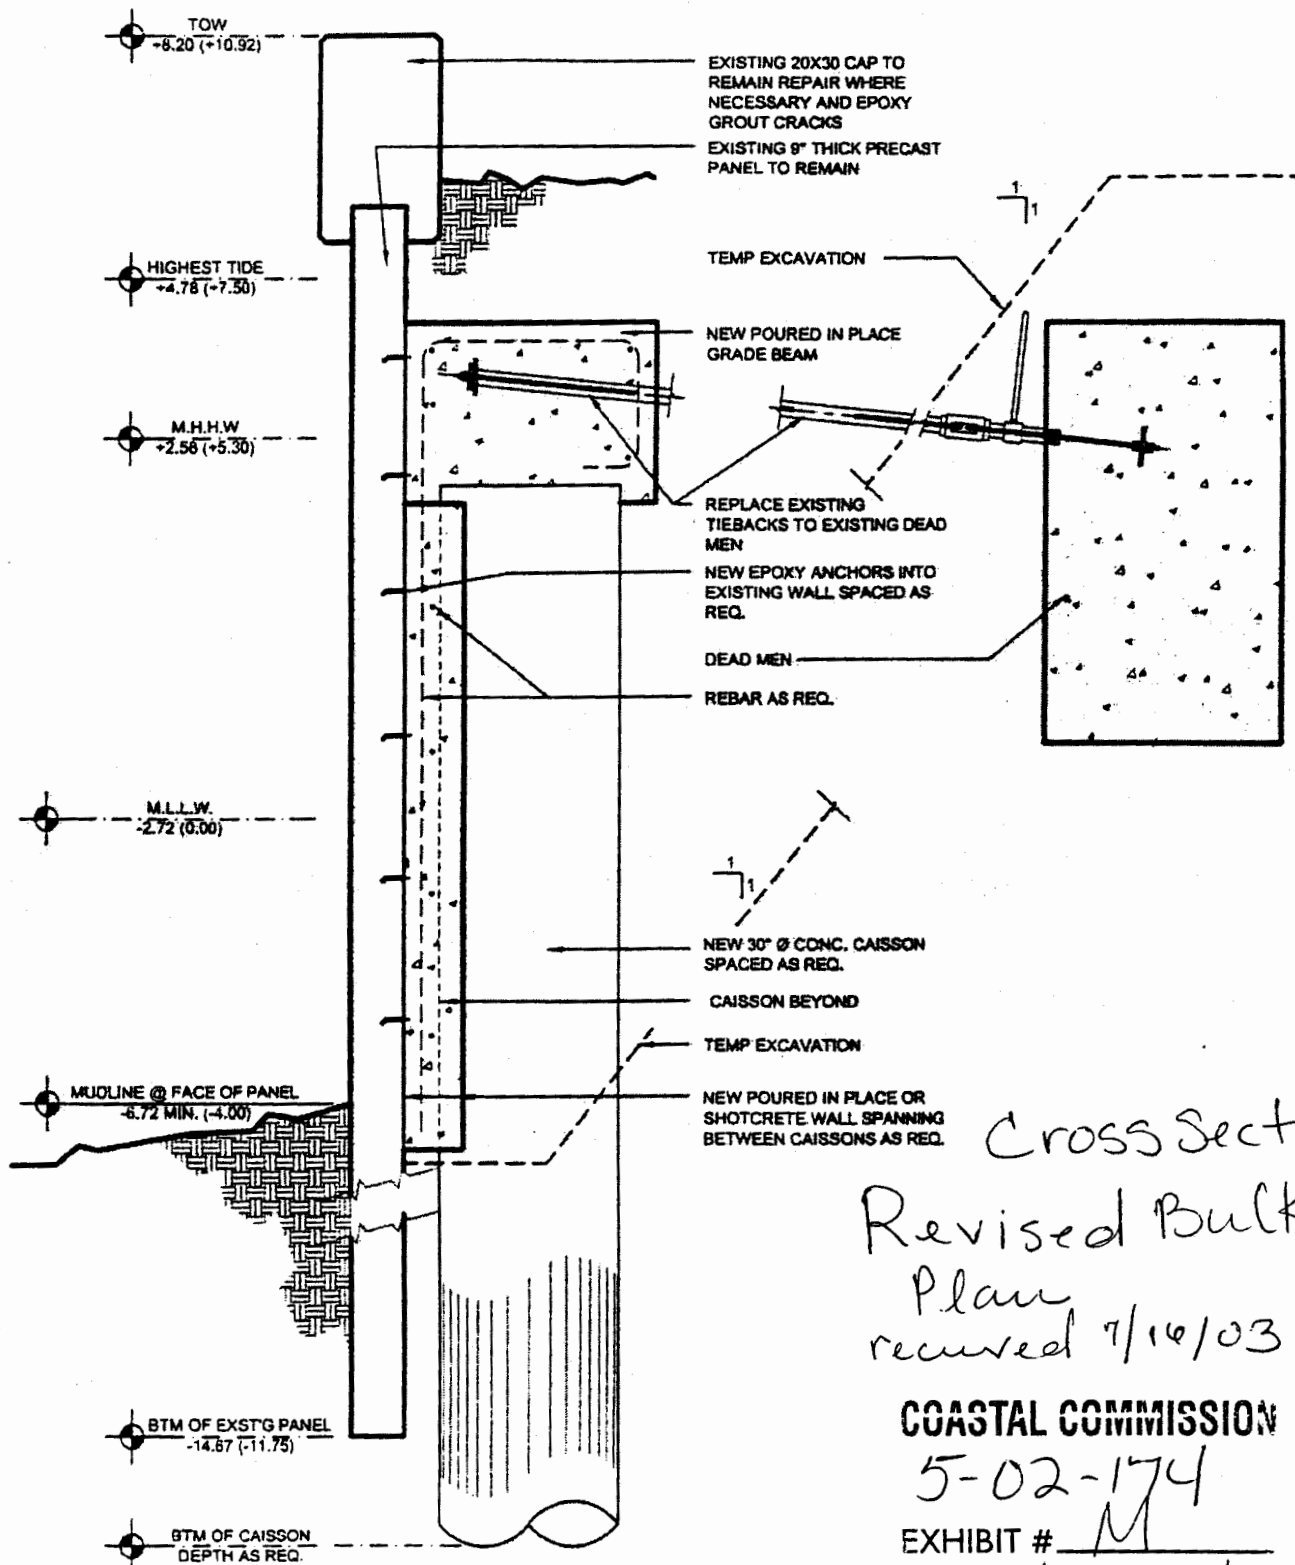 TOW
+8.20 (+10.92)
EXISTING 20X30 CAP TO
REMAIN REPAIR WHERE
NECESSARY AND EPOXY
GROUT CRACKS
EXISTING 9" THICK PRECAST
PANEL TO REMAIN
1
1
HIGHEST TIDE
+4.78 (+7.50)
TEMP EXCAVATION
NEW POURED IN PLACE
GRADE BEAM
M.H.H.W
+2.58 (+5.30)
REPLACE EXISTING
TIEBACKS TO EXISTING DEAD
MEN
NEW EPOXY ANCHORS INTO
EXISTING WALL SPACED AS
REQ.
DEAD MEN
REBAR AS REQ.
M.L.L.W.
-2.72 (0.00)
1
1
NEW 30" Ø CONC. CAISSON
SPACED AS REQ.
CAISSON BEYOND
TEMP EXCAVATION
MUDLINE @ FACE OF PANEL
-6.72 MIN. (-4.00)
NEW POURED IN PLACE OR
SHOTCRETE WALL SPANNING
BETWEEN CAISSONS AS REQ.
Cross Sect
Revised Bulk
Plan
received 7/16/03
COASTAL COMMISSION
5-02-174
EXHIBIT # M
BTM OF EXST'G PANEL
-14.67 (-11.75)
BTM OF CAISSON
DEPTH AS REQ.